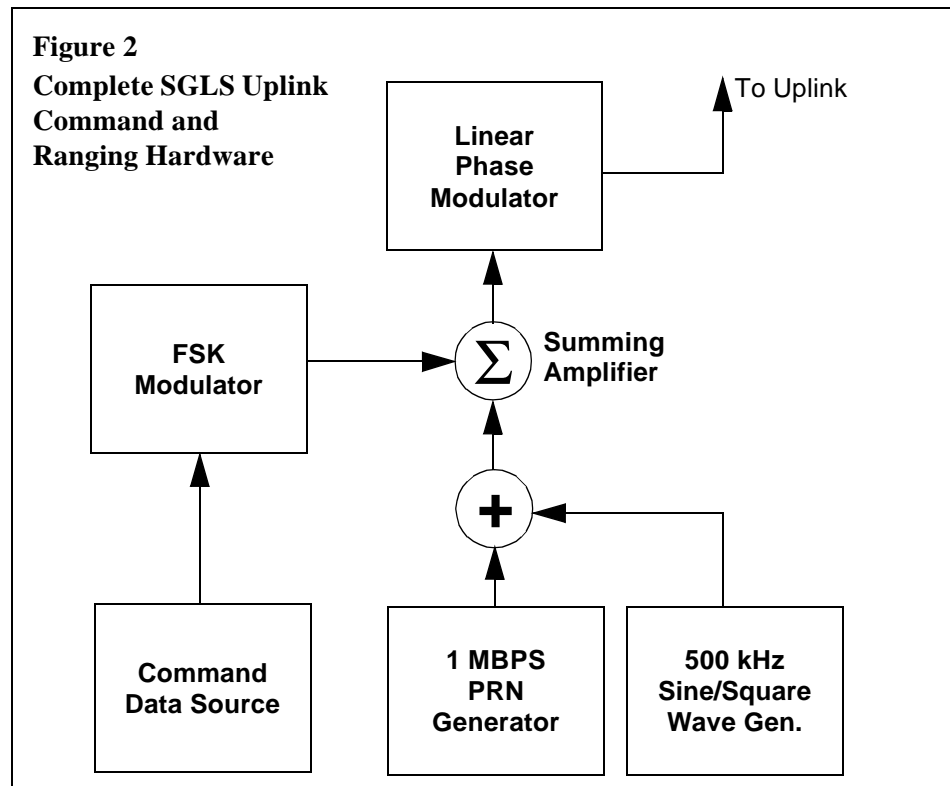 Figure 2
Complete SGLS Uplink
Command and
Ranging Hardware
To Uplink
Linear
Phase
Modulator
FSK
Modulator
Σ
Summing
Amplifier
+
Command
Data Source
1 MBPS
PRN
Generator
500 kHz
Sine/Square
Wave Gen.